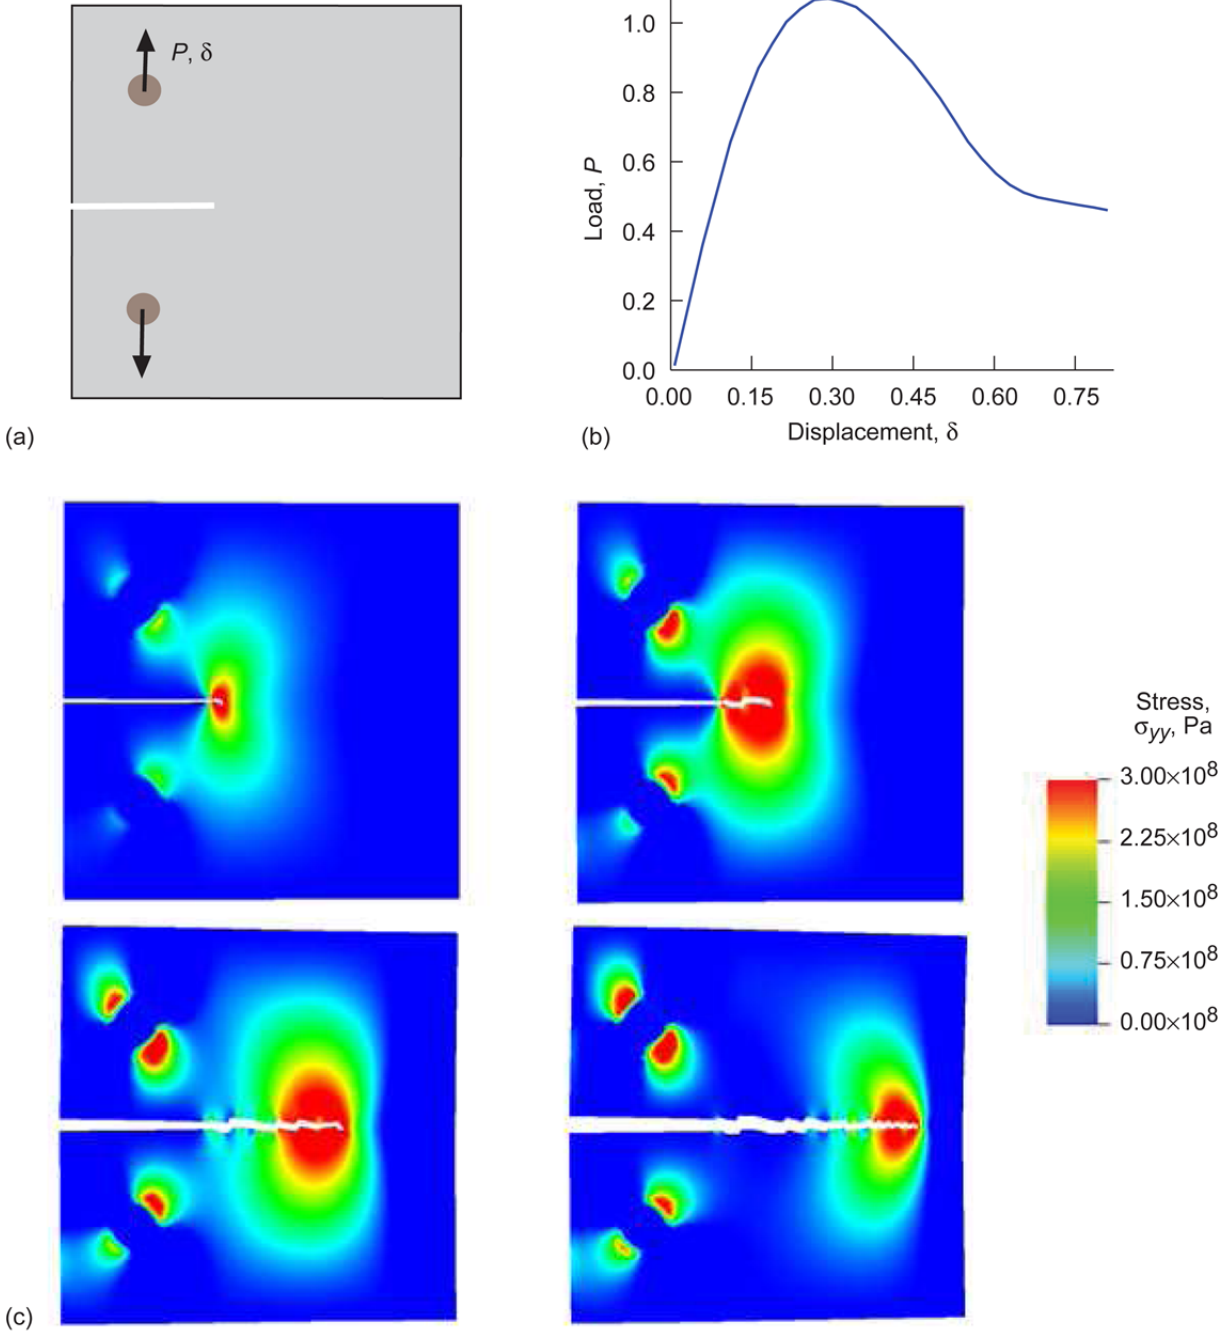 P, δ
(a)
1.0
0.8
0.6
0.4
0.2
0.0
Load, P
0.00 0.15 0.30 0.45 0.60 0.75
Displacement, δ
(b)
Stress,
σyy, Pa
3.00×10⁸
2.25×10⁸
1.50×10⁸
0.75×10⁸
0.00×10⁸
(c)